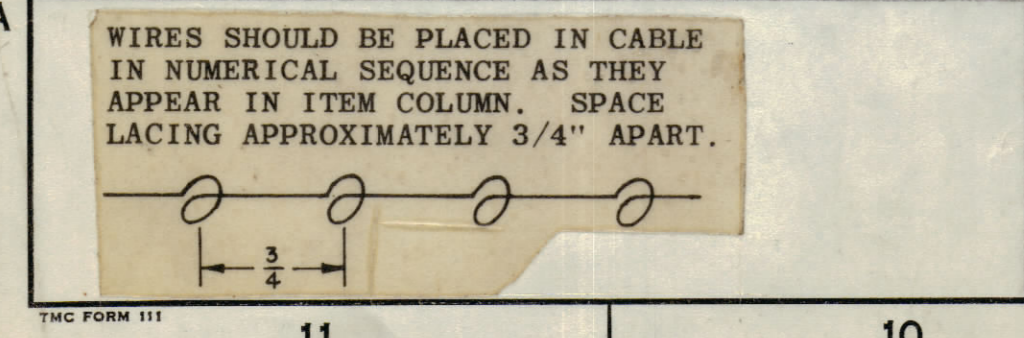 WIRES SHOULD BE PLACED IN CABLE
IN NUMERICAL SEQUENCE AS THEY
APPEAR IN ITEM COLUMN. SPACE
LACING APPROXIMATELY 3/4" APART.
3/4
TMC FORM 111
11 10